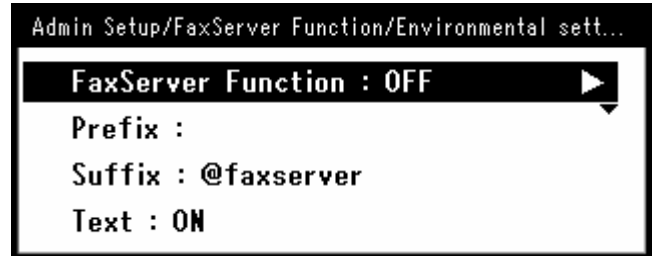 Admin Setup/FaxServer Function/Environmental sett...
FaxServer Function : OFF
Prefix :
Suffix : @faxserver
Text : ON